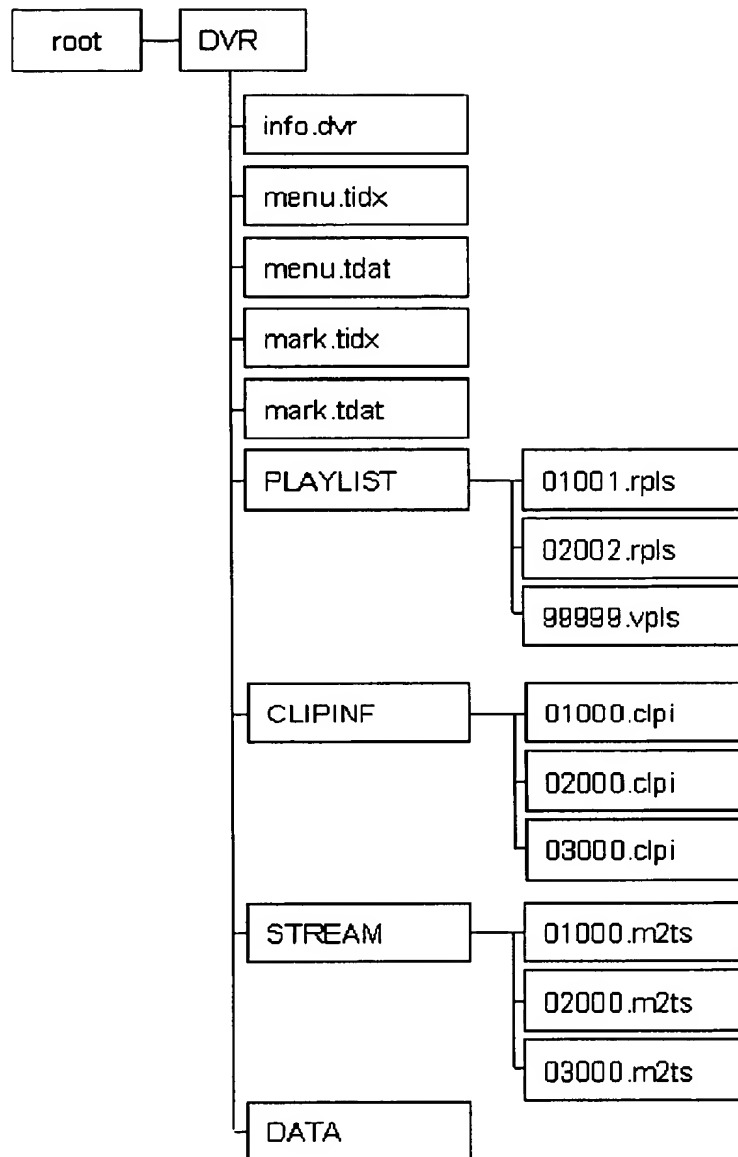 root DVR
info.dvr
menu.tidx
menu.tdat
mark.tidx
mark.tdat
PLAYLIST 01001.rpls
02002.rpls
99999.vpls
CLIPINF 01000.clpi
02000.clpi
03000.clpi
STREAM 01000.m2ts
02000.m2ts
03000.m2ts
DATA